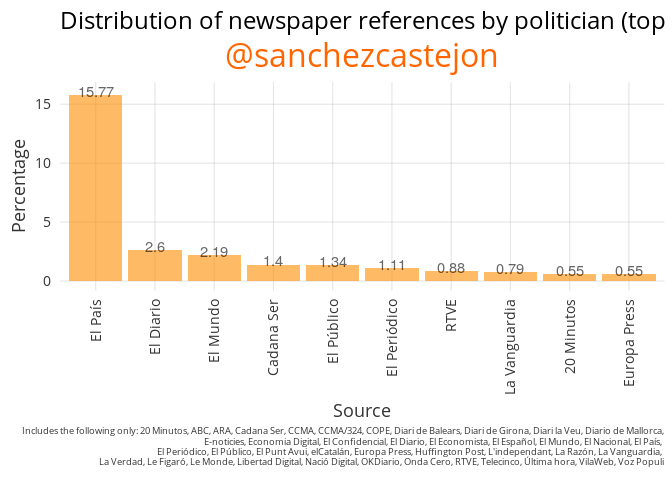 Distribution of newspaper references by politician (top
@sanchezcastejon
Percentage
15
10
5
0
15.77
2.6
2.19
1.4
1.34
1.11
0.88
0.79
0.55
0.55
El País
El Diario
El Mundo
Cadana Ser
El Público
El Periódico
RTVE
La Vanguardia
20 Minutos
Europa Press
Source
Includes the following only: 20 Minutos, ABC, ARA, Cadana Ser, CCMA, CCMA/324, COPE, Diari de Balears, Diari de Girona, Diari la Veu, Diario de Mallorca,
E-noticies, Economia Digital, El Confidencial, El Diario, El Economista, El Español, El Mundo, El Nacional, El País,
El Periódico, El Público, El Punt Avui, elCatalán, Europa Press, Huffington Post, L'independant, La Razón, La Vanguardia,
La Verdad, Le Figaró, Le Monde, Libertad Digital, Nació Digital, OKDiario, Onda Cero, RTVE, Telecinco, Última hora, VilaWeb, Voz Populi